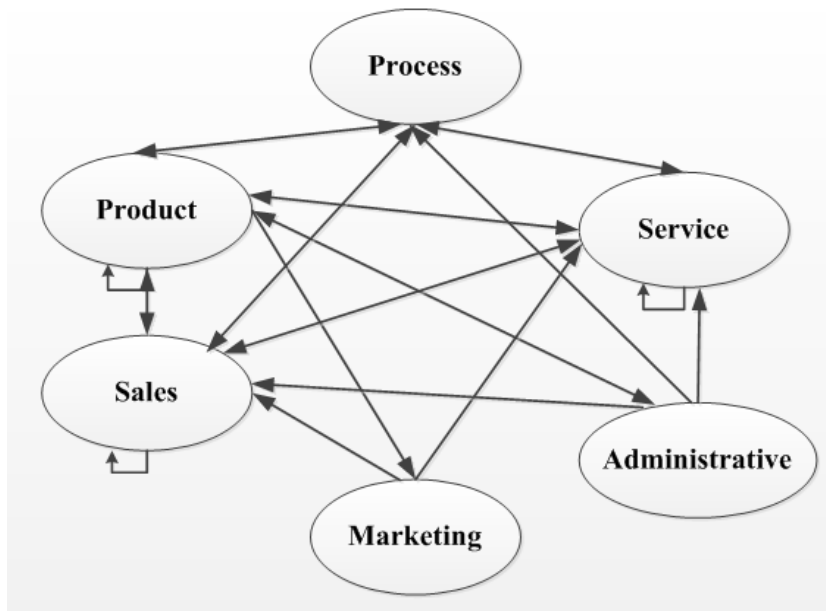 Process
Product
Service
Sales
Administrative
Marketing